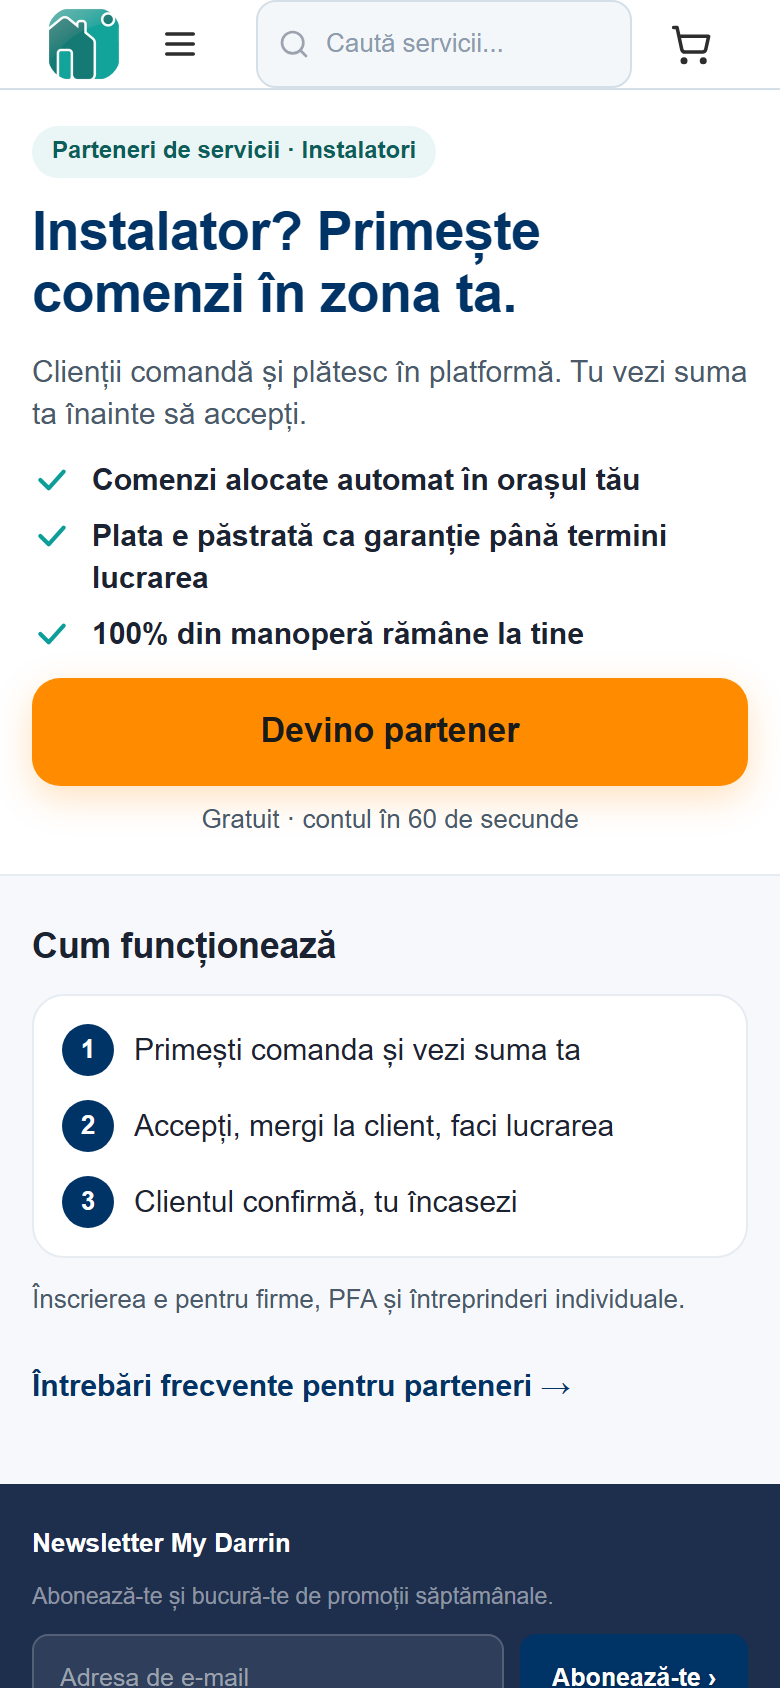 Caută servicii...
Parteneri de servicii · Instalatori
Instalator? Primește
comenzi în zona ta.
Clienții comandă și plătesc în platformă. Tu vezi suma
ta înainte să accepți.
Comenzi alocate automat în orașul tău
Plata e păstrată ca garanție până termini
lucrarea
100% din manoperă rămâne la tine
Devino partener
Gratuit · contul în 60 de secunde
Cum funcționează
1 Primești comanda și vezi suma ta
2 Accepți, mergi la client, faci lucrarea
3 Clientul confirmă, tu încasezi
Înscrierea e pentru firme, PFA și întreprinderi individuale.
Întrebări frecvente pentru parteneri →
Newsletter My Darrin
Abonează-te și bucură-te de promoții săptămânale.
Adresa de e-mail Abonează-te ›